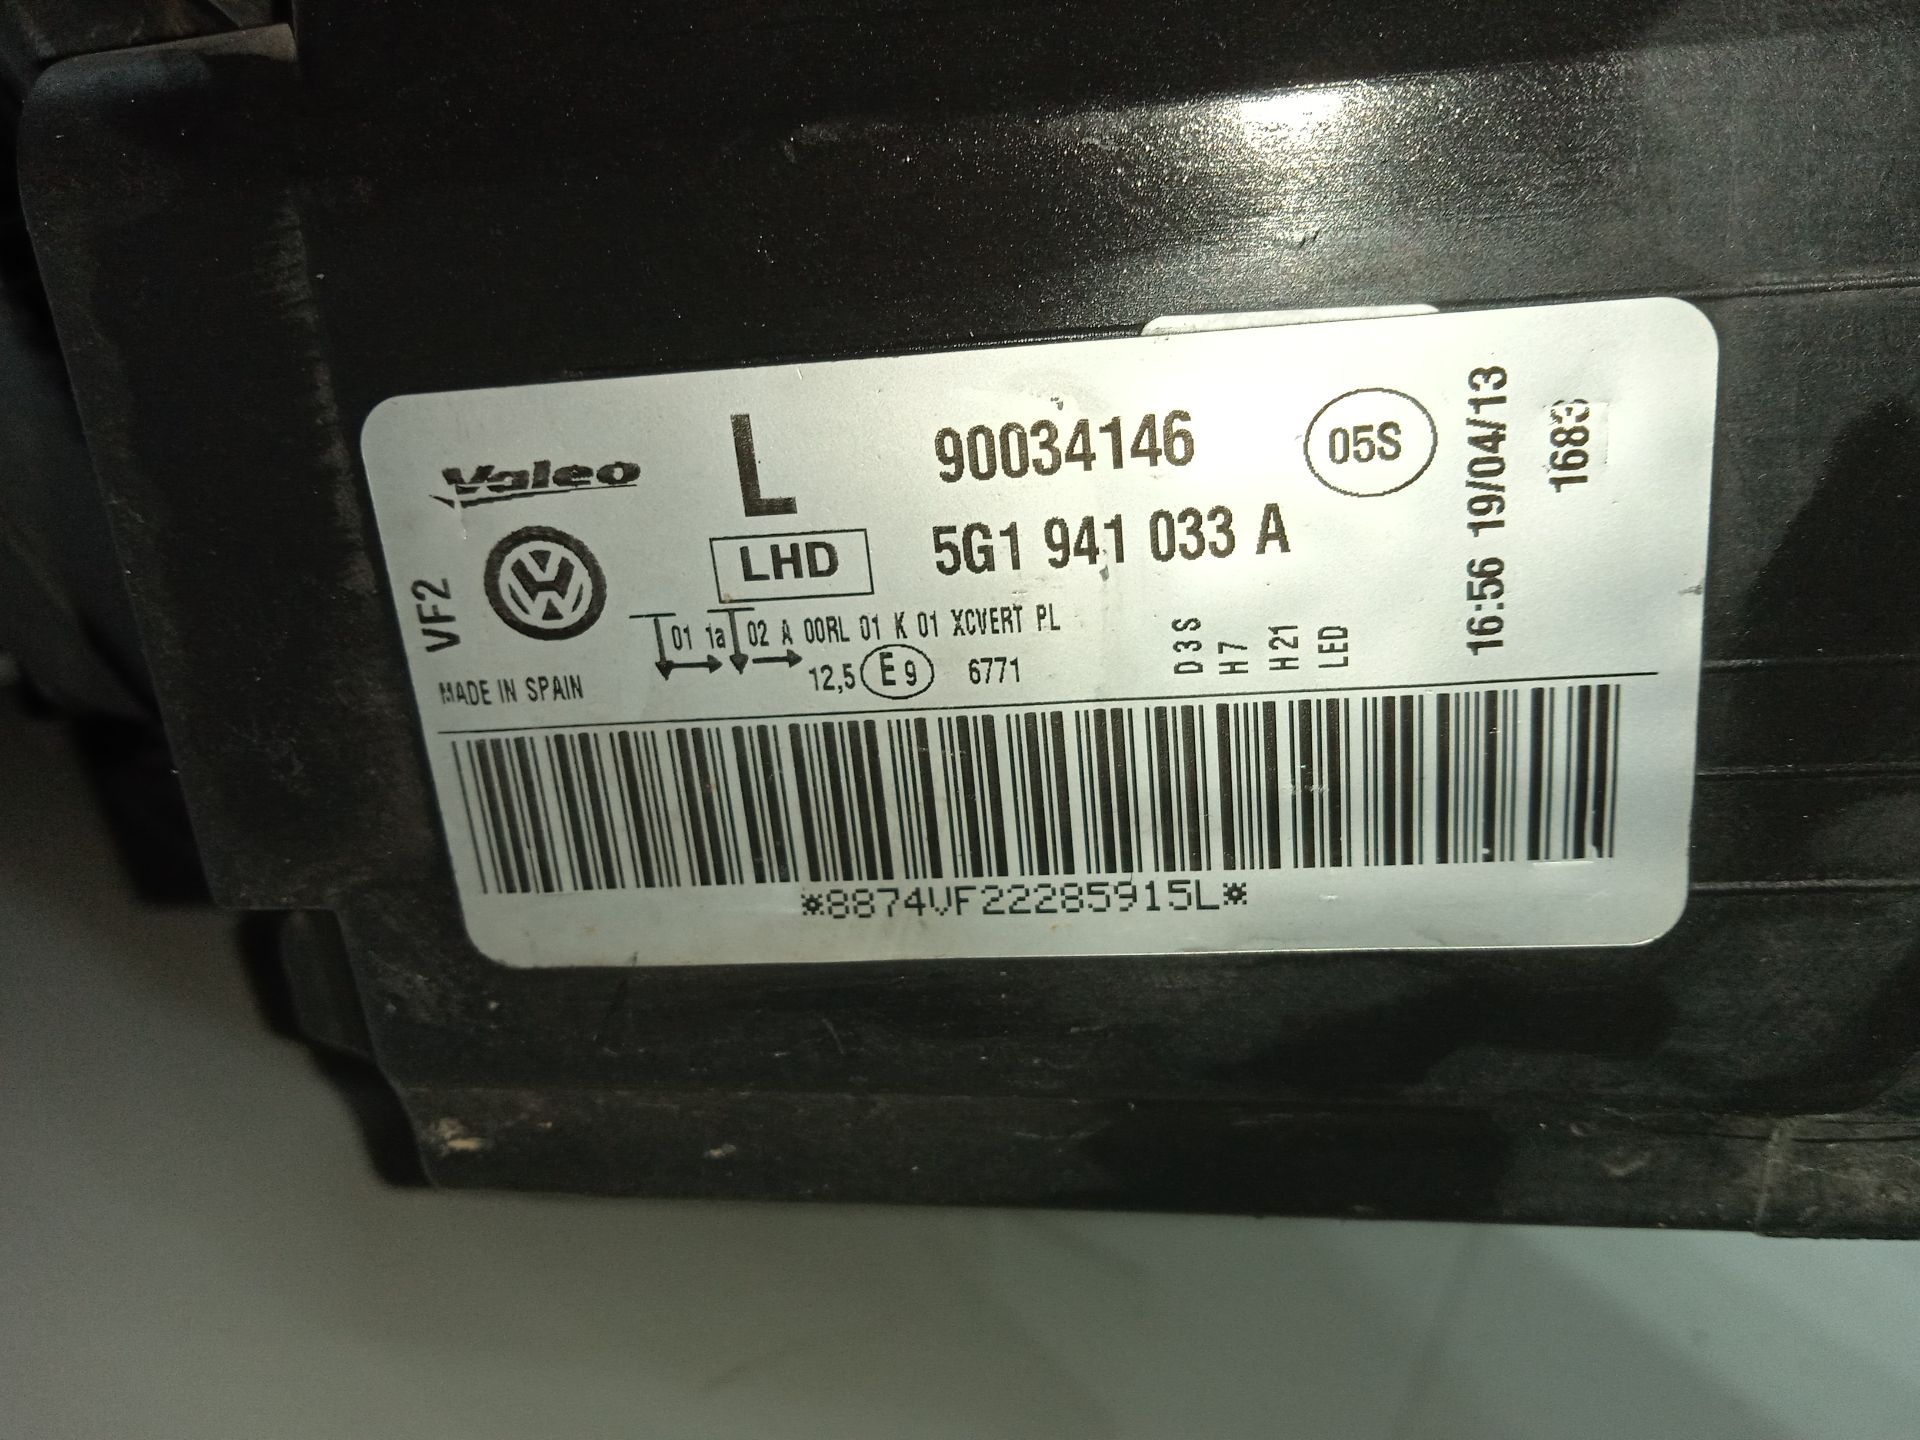 Valeo
L
90034146
05S
LHD
5G1 941 033 A
VF2
01 1a 02 A 00RL 01 K 01 XCVERT PL
12,5 E9 6771
MADE IN SPAIN
D3S
H7
H21
LED
16:56 19/04/13
1683
*8874VF22285915L*